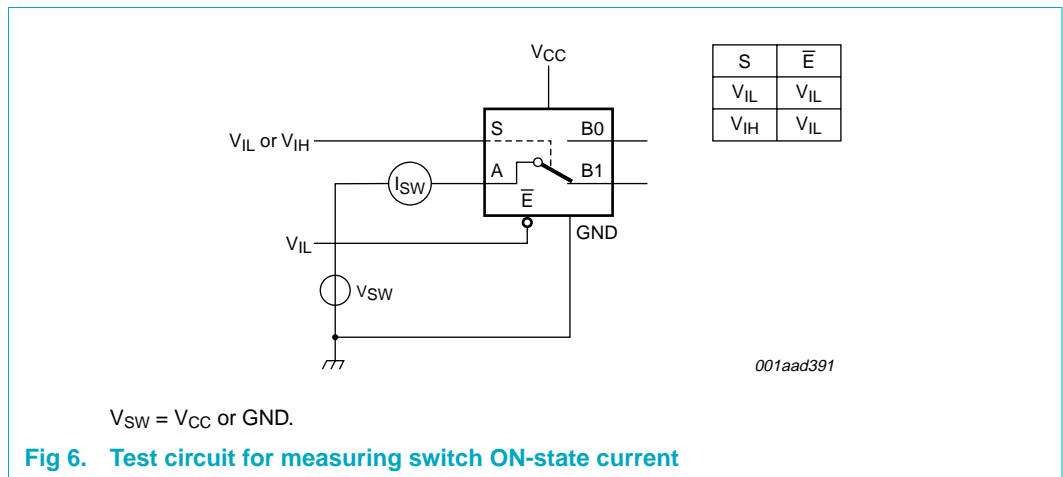 VCC
S E̅
VIL VIL
VIH VIL
VIL or VIH
S B0
A B1
ISW
E̅
GND
VIL
VSW
001aad391
VSW = VCC or GND.
Fig 6. Test circuit for measuring switch ON-state current